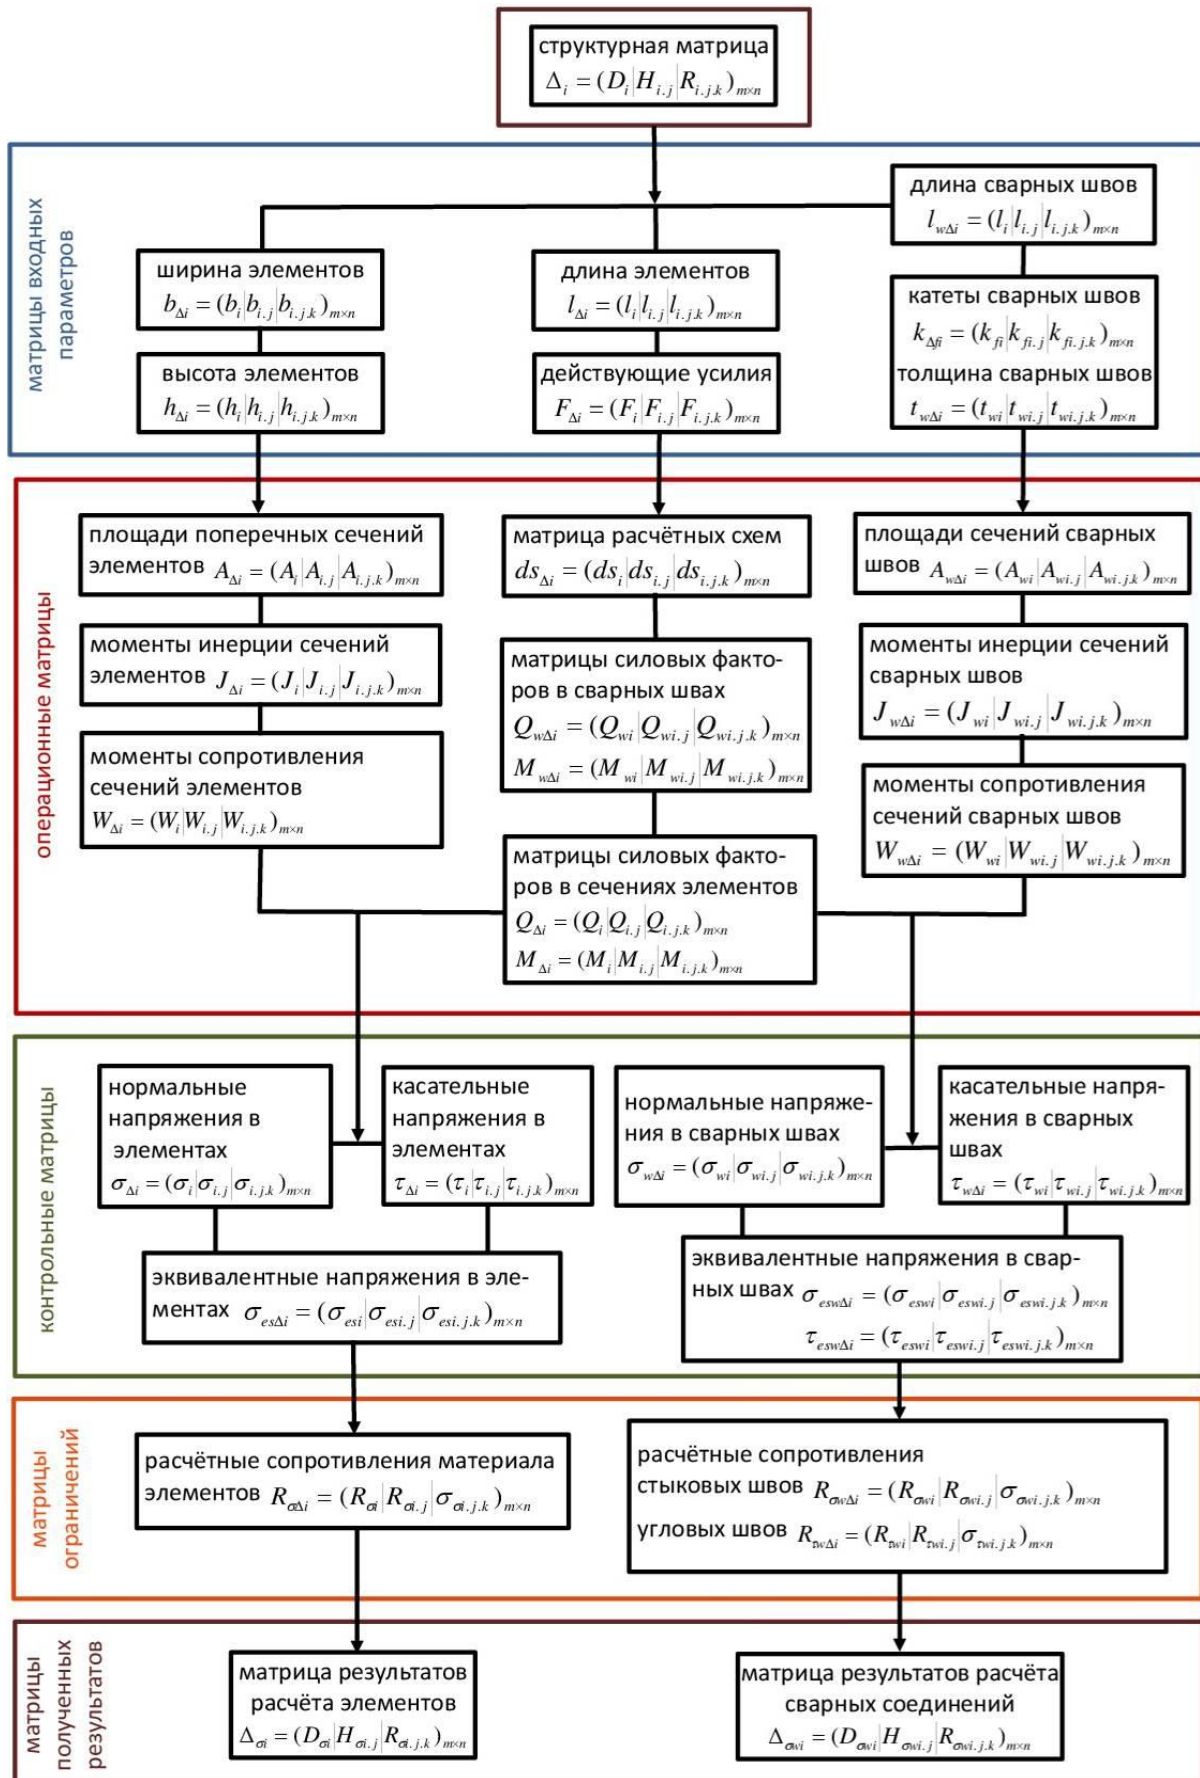 структурная матрица
Δ_i = (D_i|H_{i.j}|R_{i.j.k})_{m×n}
матрицы входных
параметров
длина сварных швов
l_{wΔi} = (l_i|l_{i.j}|l_{i.j.k})_{m×n}
ширина элементов
b_{Δi} = (b_i|b_{i.j}|b_{i.j.k})_{m×n}
длина элементов
l_{Δi} = (l_i|l_{i.j}|l_{i.j.k})_{m×n}
катеты сварных швов
k_{Δfi} = (k_{fi}|k_{fi.j}|k_{fi.j.k})_{m×n}
толщина сварных швов
t_{wΔi} = (t_{wi}|t_{wi.j}|t_{wi.j.k})_{m×n}
высота элементов
h_{Δi} = (h_i|h_{i.j}|h_{i.j.k})_{m×n}
действующие усилия
F_{Δi} = (F_i|F_{i.j}|F_{i.j.k})_{m×n}
операционные матрицы
площади поперечных сечений
элементов A_{Δi} = (A_i|A_{i.j}|A_{i.j.k})_{m×n}
матрица расчётных схем
ds_{Δi} = (ds_i|ds_{i.j}|ds_{i.j.k})_{m×n}
площади сечений сварных
швов A_{wΔi} = (A_{wi}|A_{wi.j}|A_{wi.j.k})_{m×n}
моменты инерции сечений
элементов J_{Δi} = (J_i|J_{i.j}|J_{i.j.k})_{m×n}
матрицы силовых факто-
ров в сварных швах
Q_{wΔi} = (Q_{wi}|Q_{wi.j}|Q_{wi.j.k})_{m×n}
M_{wΔi} = (M_{wi}|M_{wi.j}|M_{wi.j.k})_{m×n}
моменты инерции сечений
сварных швов
J_{wΔi} = (J_{wi}|J_{wi.j}|J_{wi.j.k})_{m×n}
моменты сопротивления
сечений элементов
W_{Δi} = (W_i|W_{i.j}|W_{i.j.k})_{m×n}
матрицы силовых факто-
ров в сечениях элементов
Q_{Δi} = (Q_i|Q_{i.j}|Q_{i.j.k})_{m×n}
M_{Δi} = (M_i|M_{i.j}|M_{i.j.k})_{m×n}
моменты сопротивления
сечений сварных швов
W_{wΔi} = (W_{wi}|W_{wi.j}|W_{wi.j.k})_{m×n}
контрольные матрицы
нормальные
напряжения в
элементах
σ_{Δi} = (σ_i|σ_{i.j}|σ_{i.j.k})_{m×n}
касательные
напряжения в
элементах
τ_{Δi} = (τ_i|τ_{i.j}|τ_{i.j.k})_{m×n}
нормальные напряже-
ния в сварных швах
σ_{wΔi} = (σ_{wi}|σ_{wi.j}|σ_{wi.j.k})_{m×n}
касательные напря-
жения в сварных
швах
τ_{wΔi} = (τ_{wi}|τ_{wi.j}|τ_{wi.j.k})_{m×n}
эквивалентные напряжения в эле-
ментах σ_{esΔi} = (σ_{esi}|σ_{esi.j}|σ_{esi.j.k})_{m×n}
эквивалентные напряжения в свар-
ных швах σ_{eswΔi} = (σ_{eswi}|σ_{eswi.j}|σ_{eswi.j.k})_{m×n}
τ_{eswΔi} = (τ_{eswi}|τ_{eswi.j}|τ_{eswi.j.k})_{m×n}
матрицы
ограничений
расчётные сопротивления материала
элементов R_{σΔi} = (R_{σi}|R_{σi.j}|σ_{σi.j.k})_{m×n}
расчётные сопротивления
стыковых швов R_{σwΔi} = (R_{σwi}|R_{σwi.j}|σ_{σwi.j.k})_{m×n}
угловых швов R_{τwΔi} = (R_{τwi}|R_{τwi.j}|σ_{τwi.j.k})_{m×n}
матрицы
полученных
результатов
матрица результатов
расчёта элементов
Δ_{σi} = (D_{σi}|H_{σi.j}|R_{σi.j.k})_{m×n}
матрица результатов расчёта
сварных соединений
Δ_{σwi} = (D_{σwi}|H_{σwi.j}|R_{σwi.j.k})_{m×n}